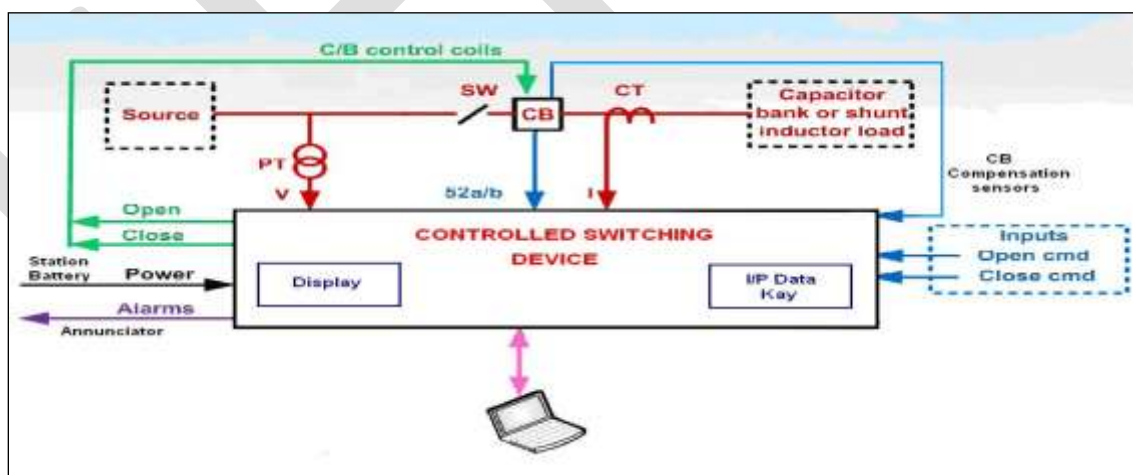 C/B control coils
SW
CT
Source
CB
Capacitor
bank or shunt
inductor load
PT
V
52a/b
I
CB
Compensation
sensors
Open
Close
CONTROLLED SWITCHING
DEVICE
Inputs
Open cmd
Close cmd
Station
Battery
Power
Display
I/P Data
Kay
Alarms
Annunciator